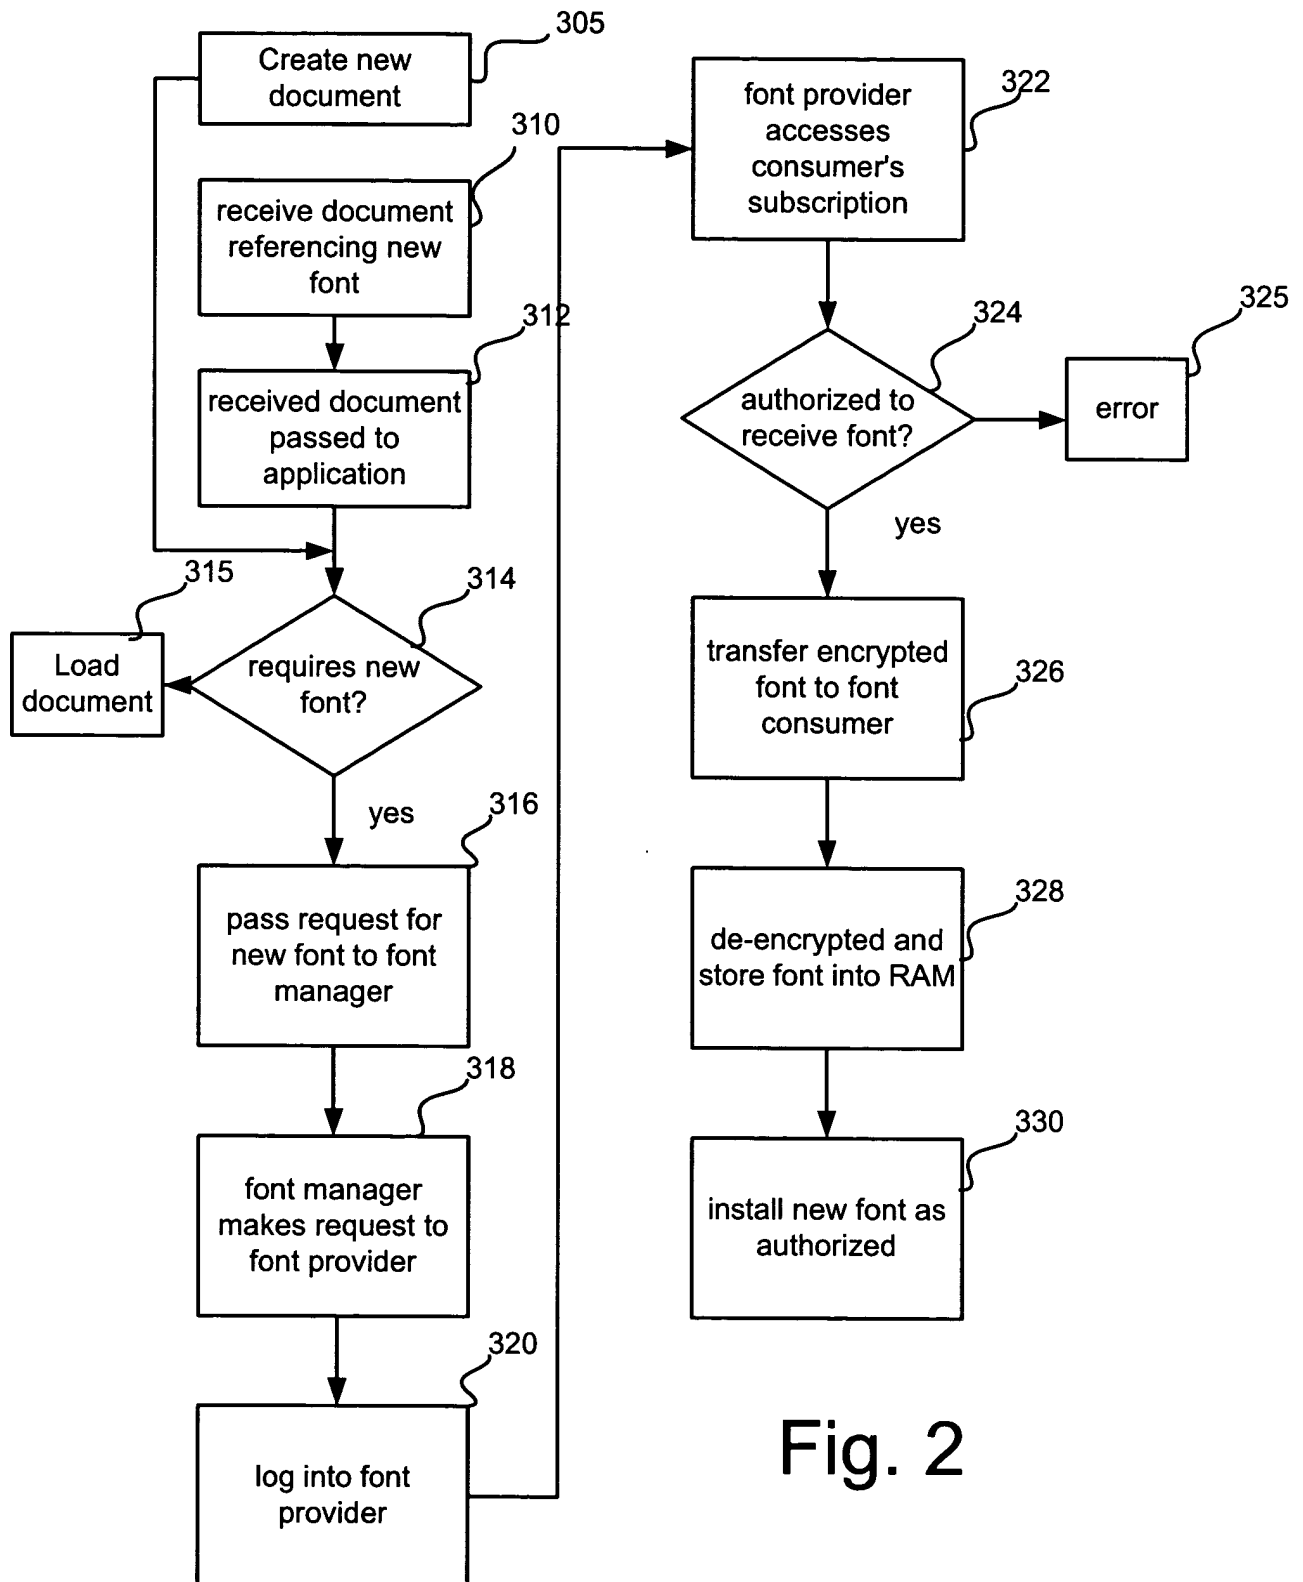 305
Create new
document
310
receive document
referencing new
font
312
received document
passed to
application
315
314
Load
document
requires new
font?
yes
316
pass request for
new font to font
manager
318
font manager
makes request to
font provider
320
log into font
provider
322
font provider
accesses
consumer's
subscription
324
325
authorized to
receive font?
error
yes
transfer encrypted
font to font
consumer
326
328
de-encrypted and
store font into RAM
330
install new font as
authorized
Fig. 2